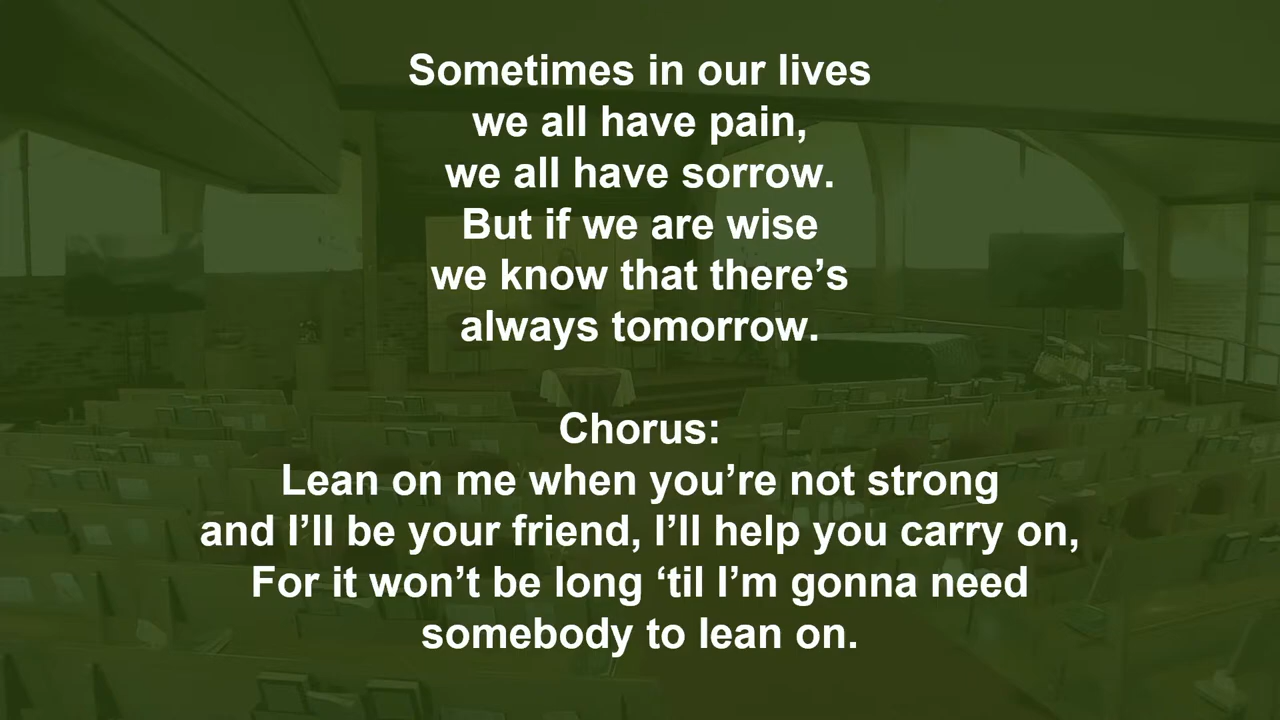 Sometimes in our lives
we all have pain,
we all have sorrow.
But if we are wise
we know that there’s
always tomorrow.
Chorus:
Lean on me when you’re not strong
and I’ll be your friend, I’ll help you carry on,
For it won’t be long ‘til I’m gonna need
somebody to lean on.